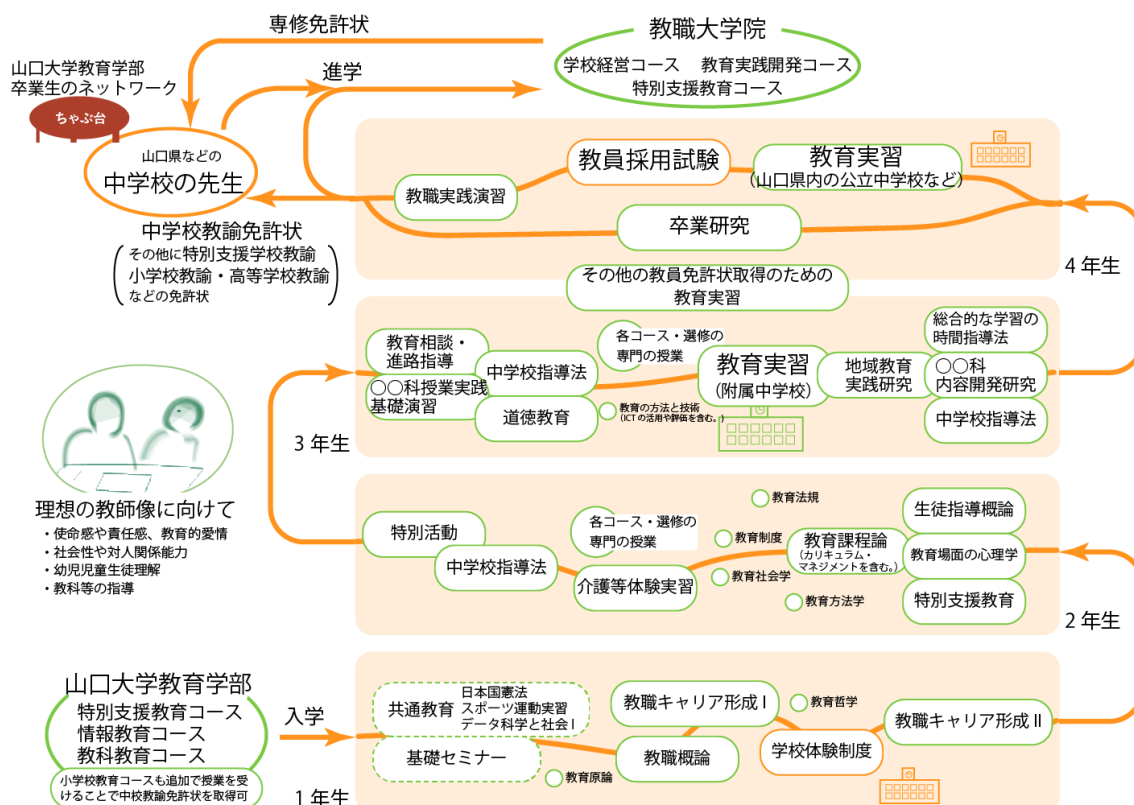 専修免許状
教職大学院
学校経営コース　教育実践開発コース
特別支援教育コース
山口大学教育学部
卒業生のネットワーク
ちゃぶ台
進学
山口県などの
中学校の先生
中学校教諭免許状
その他に特別支援学校教諭
小学校教諭・高等学校教諭
などの免許状
教職実践演習
教員採用試験
教育実習
（山口県内の公立中学校など）
卒業研究
4 年生
その他の教員免許状取得のための
教育実習
教育相談・
進路指導
〇〇科授業実践
基礎演習
中学校指導法
道徳教育
各コース・選修の
専門の授業
教育の方法と技術
（ICT の活用や評価を含む。）
教育実習
（附属中学校）
地域教育
実践研究
総合的な学習の
時間指導法
〇〇科
内容開発研究
中学校指導法
3 年生
理想の教師像に向けて
・使命感や責任感、教育的愛情
・社会性や対人関係能力
・幼児児童生徒理解
・教科等の指導
特別活動
中学校指導法
各コース・選修の
専門の授業
介護等体験実習
教育法規
教育制度
教育社会学
教育方法学
教育課程論
（カリキュラム・
マネジメントを含む。）
生徒指導概論
教育場面の心理学
特別支援教育
2 年生
山口大学教育学部
特別支援教育コース
情報教育コース
教科教育コース
小学校教育コースも追加で授業を受
けることで中校教諭免許状を取得可
入学
共通教育
日本国憲法
スポーツ運動実習
データ科学と社会 I
基礎セミナー
教育原論
教職概論
教職キャリア形成 I
教育哲学
学校体験制度
教職キャリア形成 II
1 年生